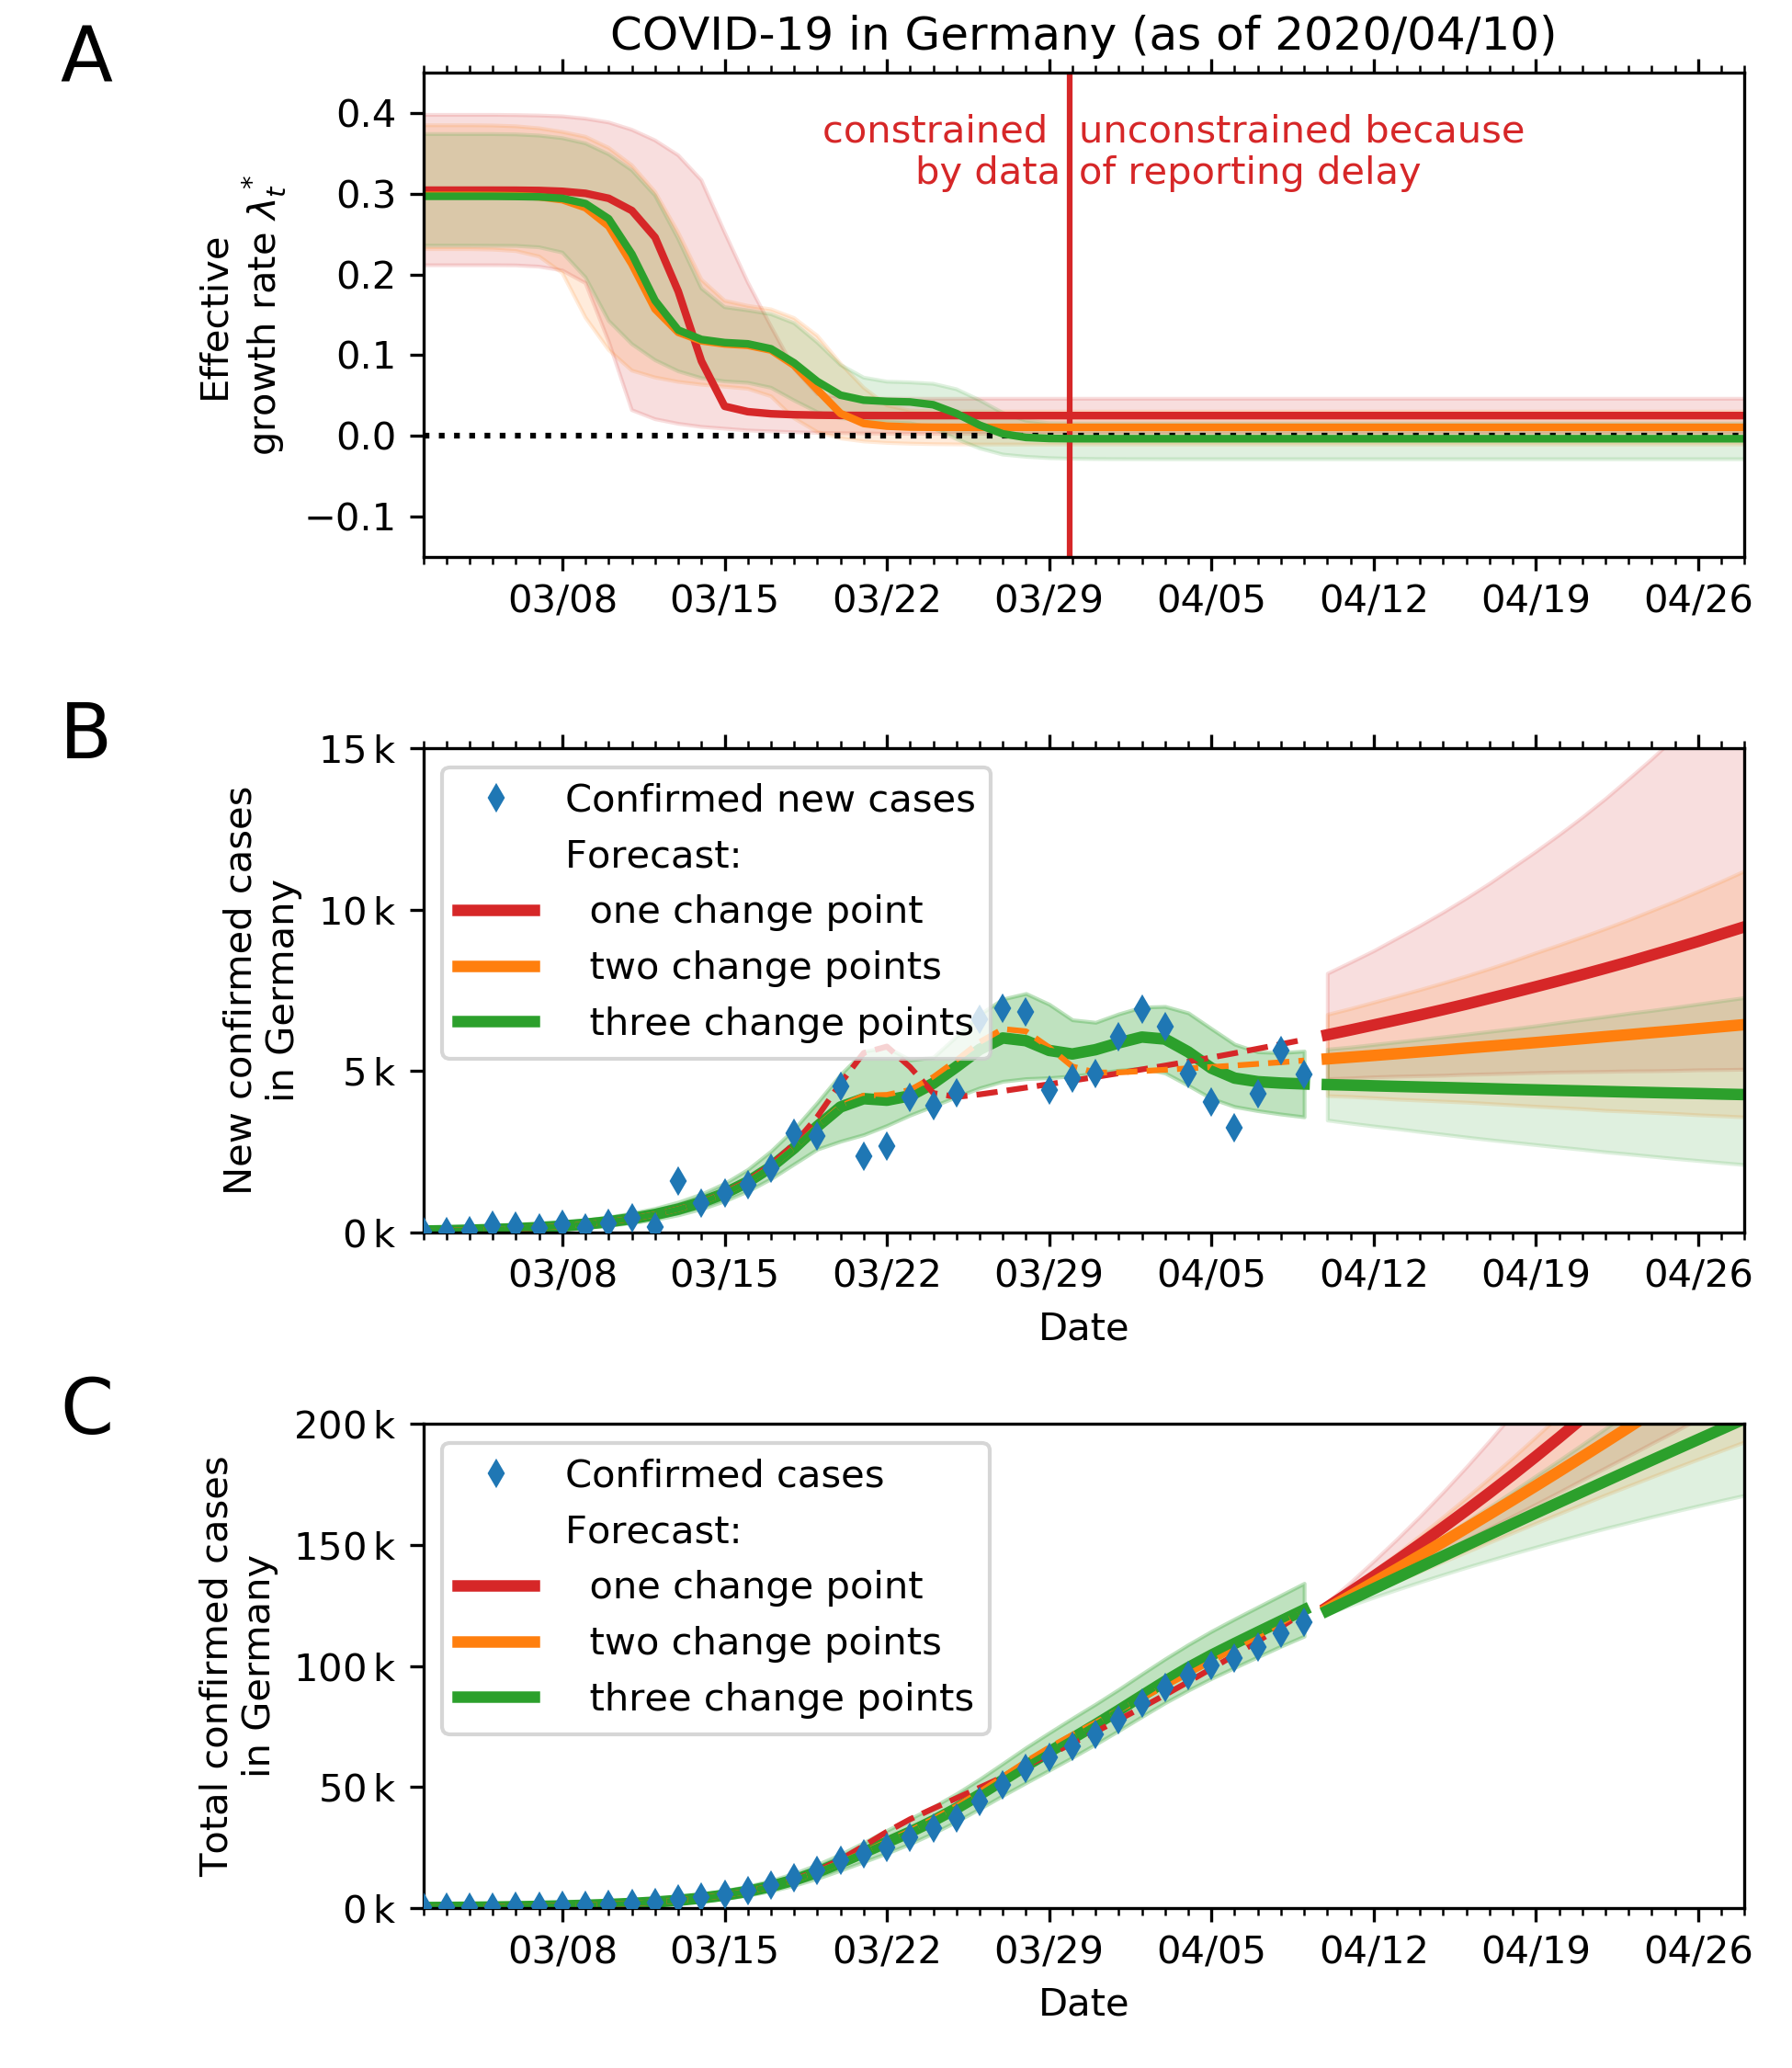 A
COVID-19 in Germany (as of 2020/04/10)
Effective
growth rate λ*t
0.4
0.3
0.2
0.1
0.0
−0.1
constrained
by data
unconstrained because
of reporting delay
03/08 03/15 03/22 03/29 04/05 04/12 04/19 04/26
B
New confirmed cases
in Germany
15 k
10 k
5 k
0 k
Confirmed new cases
Forecast:
one change point
two change points
three change points
03/08 03/15 03/22 03/29 04/05 04/12 04/19 04/26
Date
C
Total confirmed cases
in Germany
200 k
150 k
100 k
50 k
0 k
Confirmed cases
Forecast:
one change point
two change points
three change points
03/08 03/15 03/22 03/29 04/05 04/12 04/19 04/26
Date